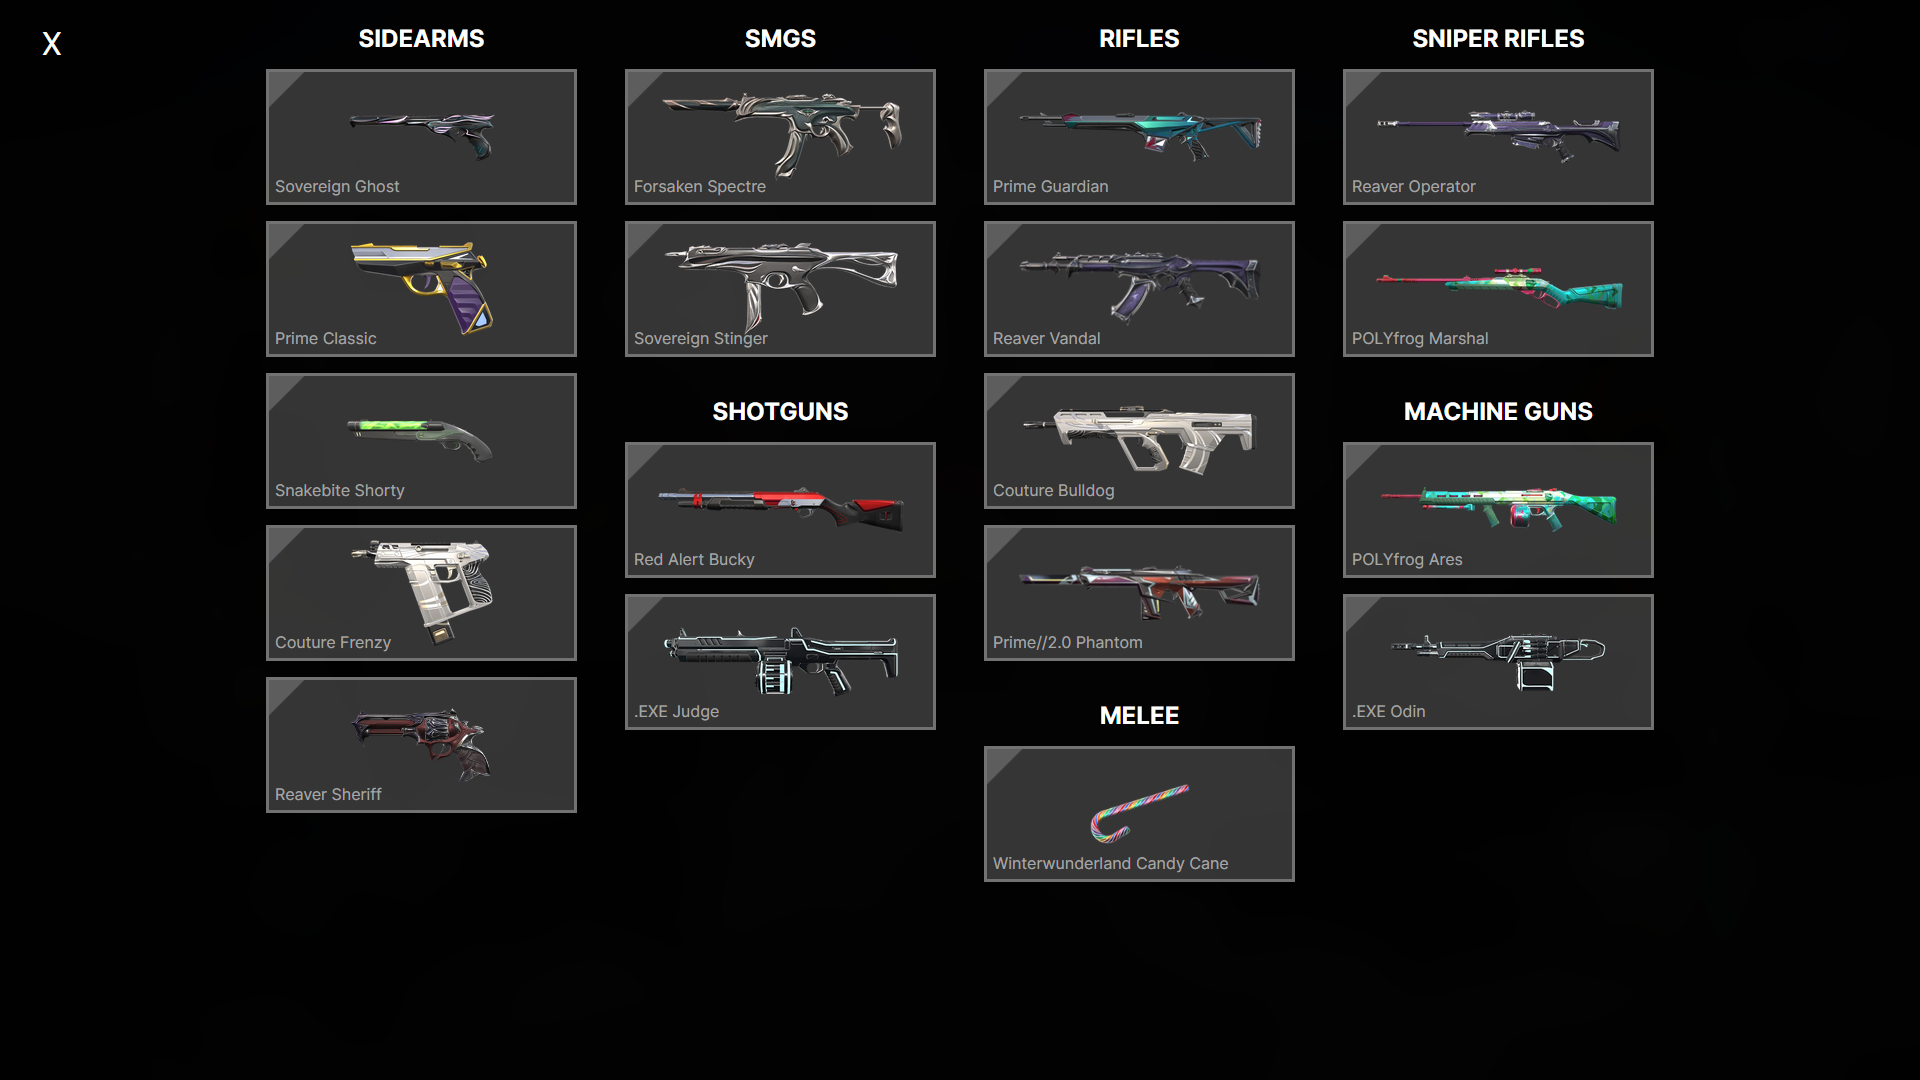 X
SIDEARMS
Sovereign Ghost
Prime Classic
Snakebite Shorty
Couture Frenzy
Reaver Sheriff
SMGS
Forsaken Spectre
Sovereign Stinger
SHOTGUNS
Red Alert Bucky
.EXE Judge
RIFLES
Prime Guardian
Reaver Vandal
Couture Bulldog
Prime//2.0 Phantom
MELEE
Winterwunderland Candy Cane
SNIPER RIFLES
Reaver Operator
POLYfrog Marshal
MACHINE GUNS
POLYfrog Ares
.EXE Odin